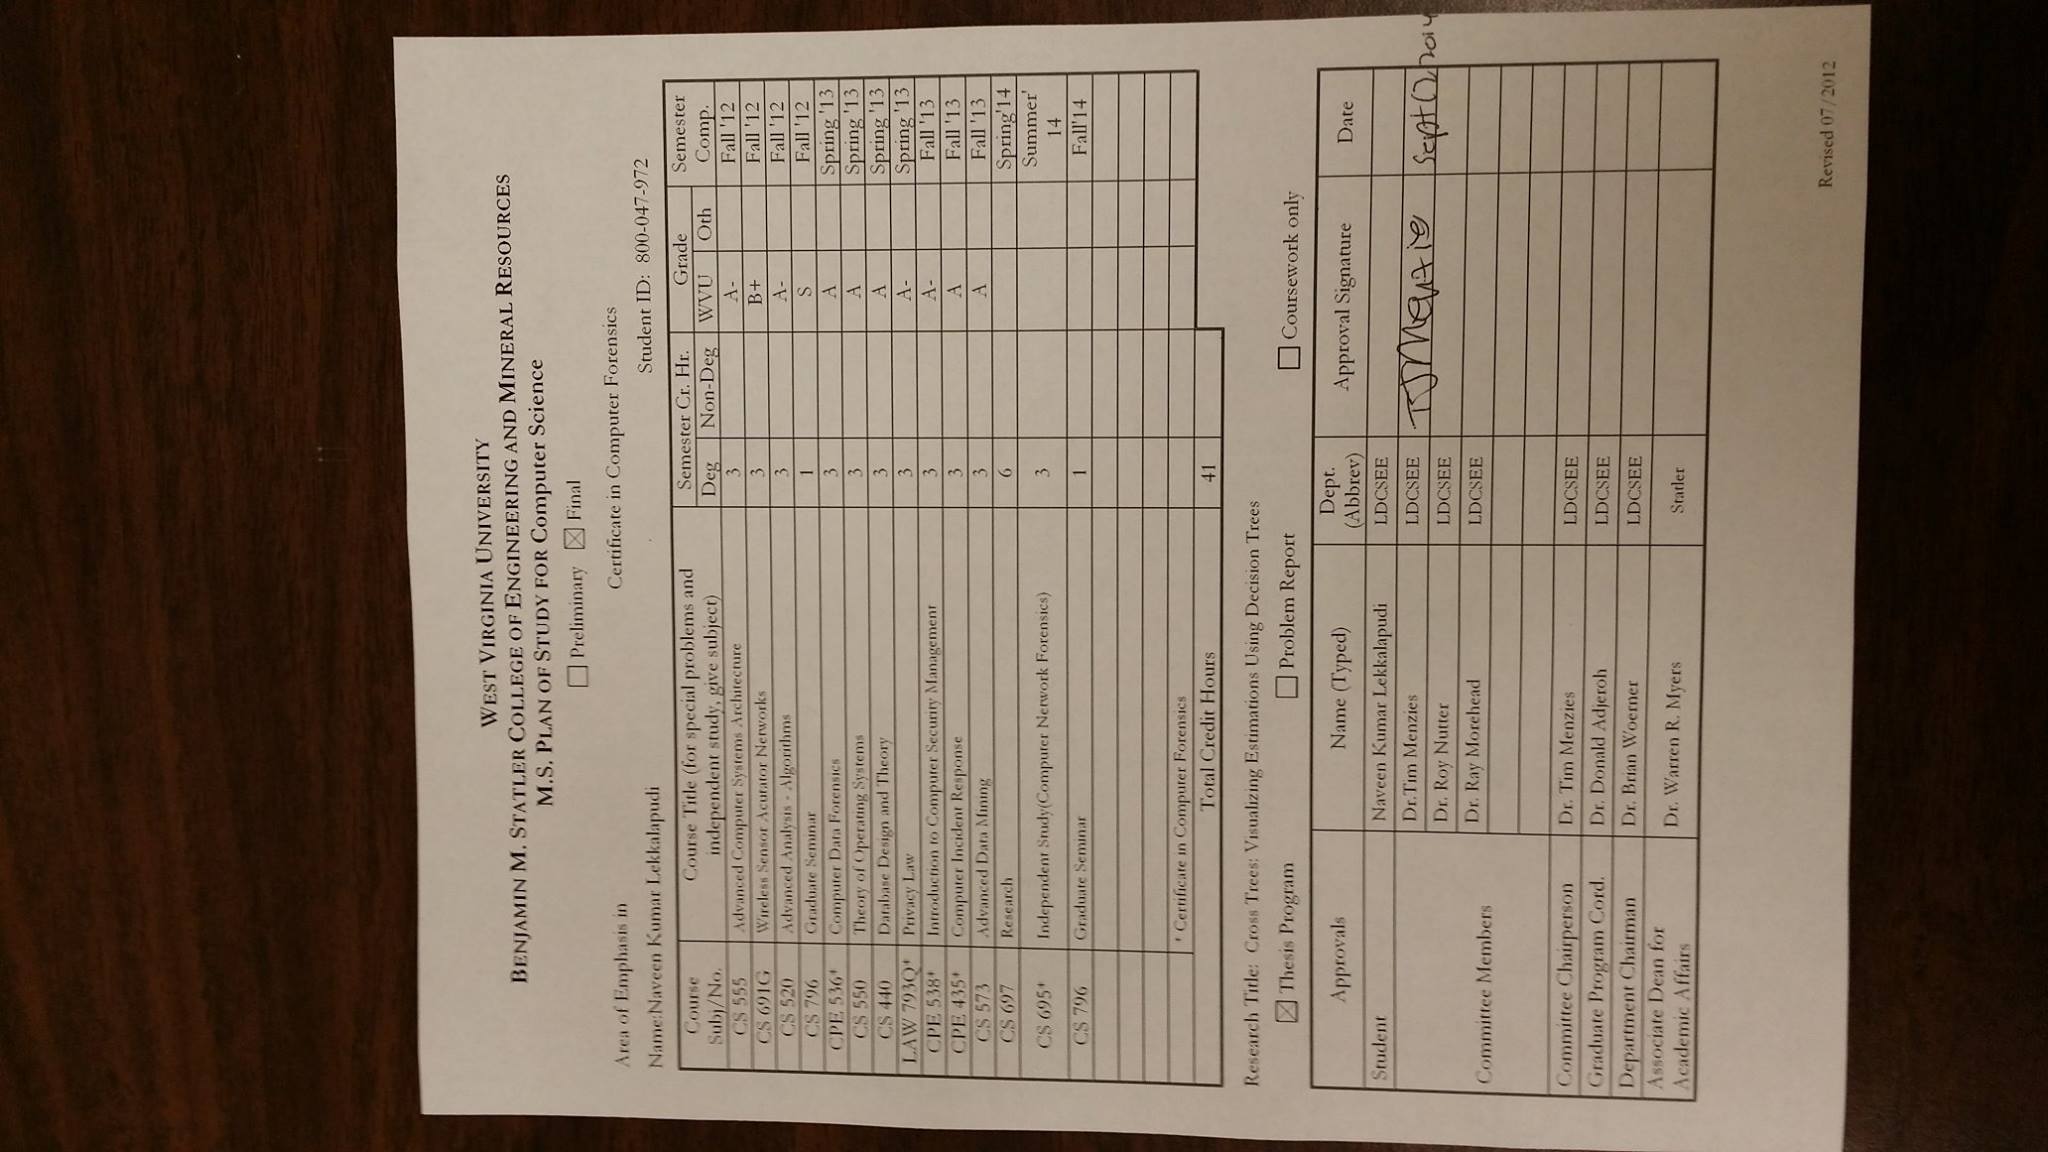 WEST VIRGINIA UNIVERSITY
BENJAMIN M. STATLER COLLEGE OF ENGINEERING AND MINERAL RESOURCES
M.S. PLAN OF STUDY FOR Computer Science
☐ Preliminary ☒ Final
Area of Emphasis in Certificate in Computer Forensics
Name:Naveen Kumar Lekkalapudi Student ID: 800-047-972
Course Subj/No. Course Title (for special problems and independent study, give subject) Semester Cr. Hr. Grade Semester Comp.
Deg Non-Deg WVU Oth
CS 555 Advanced Computer Systems Architecture 3 A- Fall '12
CS 691G Wireless Sensor Acutator Networks 3 B+ Fall '12
CS 520 Advanced Analysis - Algorithms 3 A- Fall '12
CS 796 Graduate Seminar 1 S Fall '12
CPE 536+ Computer Data Forensics 3 A Spring '13
CS 550 Theory of Operating Systems 3 A Spring '13
CS 440 Database Design and Theory 3 A Spring '13
LAW 793Q+ Privacy Law 3 A- Spring '13
CPE 538+ Introduction to Computer Security Management 3 A- Fall '13
CPE 435+ Computer Incident Response 3 A Fall '13
CS 573 Advanced Data Mining 3 A Fall '13
CS 697 Research 6 Spring'14
CS 695+ Independent Study(Computer Network Forensics) 3 Summer' 14
CS 796 Graduate Seminar 1 Fall'14
+ Certificate in Computer Forensics
Total Credit Hours 41
Research Title: Cross Trees: Visualizing Estimations Using Decision Trees
☒ Thesis Program ☐ Problem Report ☐ Coursework only
Approvals Name (Typed) Dept. (Abbrev) Approval Signature Date
Student Naveen Kumar Lekkalapudi LDCSEE
Committee Members Dr.Tim Menzies LDCSEE Sept 2014
Dr. Roy Nutter LDCSEE
Dr. Ray Morehead LDCSEE
Committee Chairperson Dr. Tim Menzies LDCSEE
Graduate Program Cord. Dr. Donald Adjeroh LDCSEE
Department Chairman Dr. Brian Woerner LDCSEE
Associate Dean for Academic Affairs Dr. Warren R. Myers Statler
Revised 07/2012